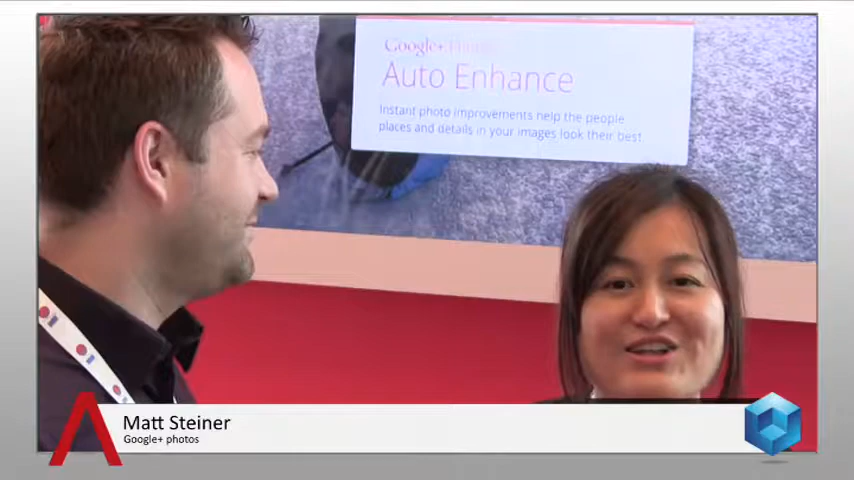 Google+ Photos
Auto Enhance
Instant photo improvements help the people
places and details in your images look their best.
Matt Steiner
Google+ photos